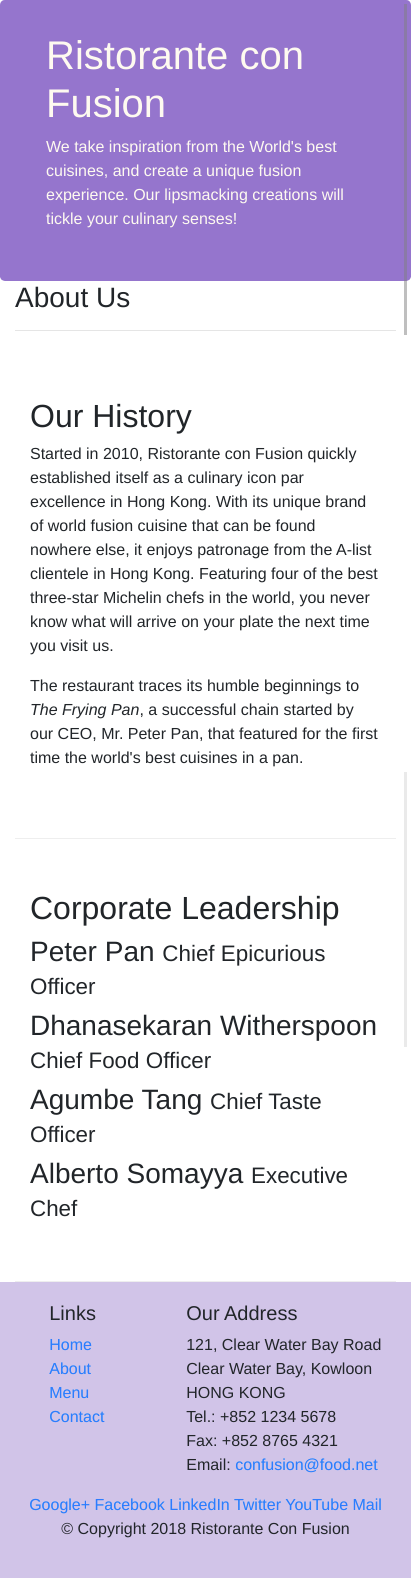 Ristorante con
Fusion
We take inspiration from the World's best
cuisines, and create a unique fusion
experience. Our lipsmacking creations will
tickle your culinary senses!
About Us
Our History
Started in 2010, Ristorante con Fusion quickly
established itself as a culinary icon par
excellence in Hong Kong. With its unique brand
of world fusion cuisine that can be found
nowhere else, it enjoys patronage from the A-list
clientele in Hong Kong. Featuring four of the best
three-star Michelin chefs in the world, you never
know what will arrive on your plate the next time
you visit us.
The restaurant traces its humble beginnings to
The Frying Pan, a successful chain started by
our CEO, Mr. Peter Pan, that featured for the first
time the world's best cuisines in a pan.
Corporate Leadership
Peter Pan Chief Epicurious
Officer
Dhanasekaran Witherspoon
Chief Food Officer
Agumbe Tang Chief Taste
Officer
Alberto Somayya Executive
Chef
Links
Home
About
Menu
Contact
Our Address
121, Clear Water Bay Road
Clear Water Bay, Kowloon
HONG KONG
Tel.: +852 1234 5678
Fax: +852 8765 4321
Email: confusion@food.net
Google+ Facebook LinkedIn Twitter YouTube Mail
© Copyright 2018 Ristorante Con Fusion